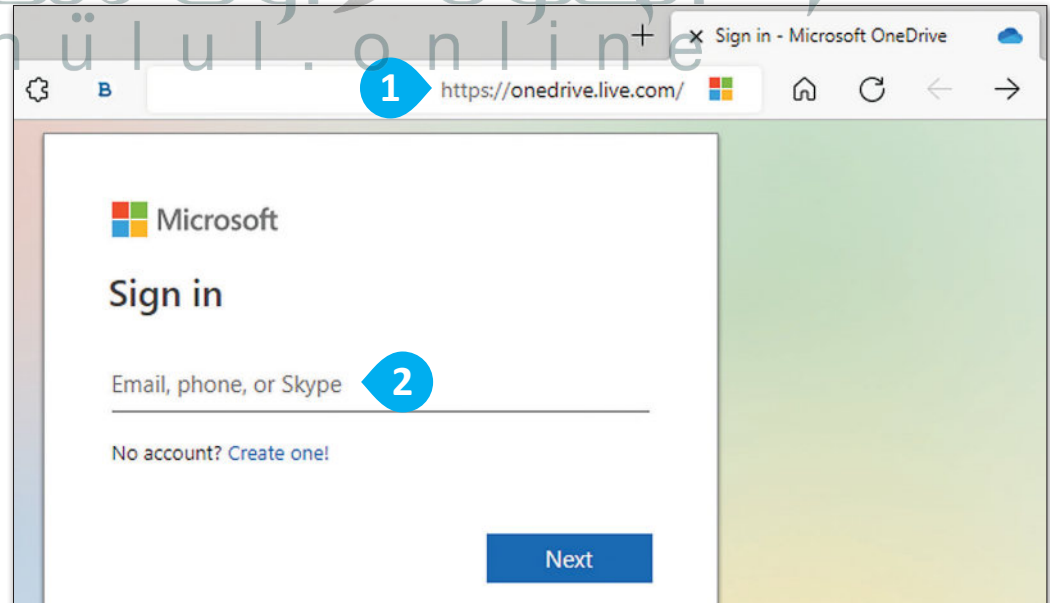 ülul.online
Sign in - Microsoft OneDrive
B
1
https://onedrive.live.com/
Microsoft
Sign in
Email, phone, or Skype
2
No account? Create one!
Next